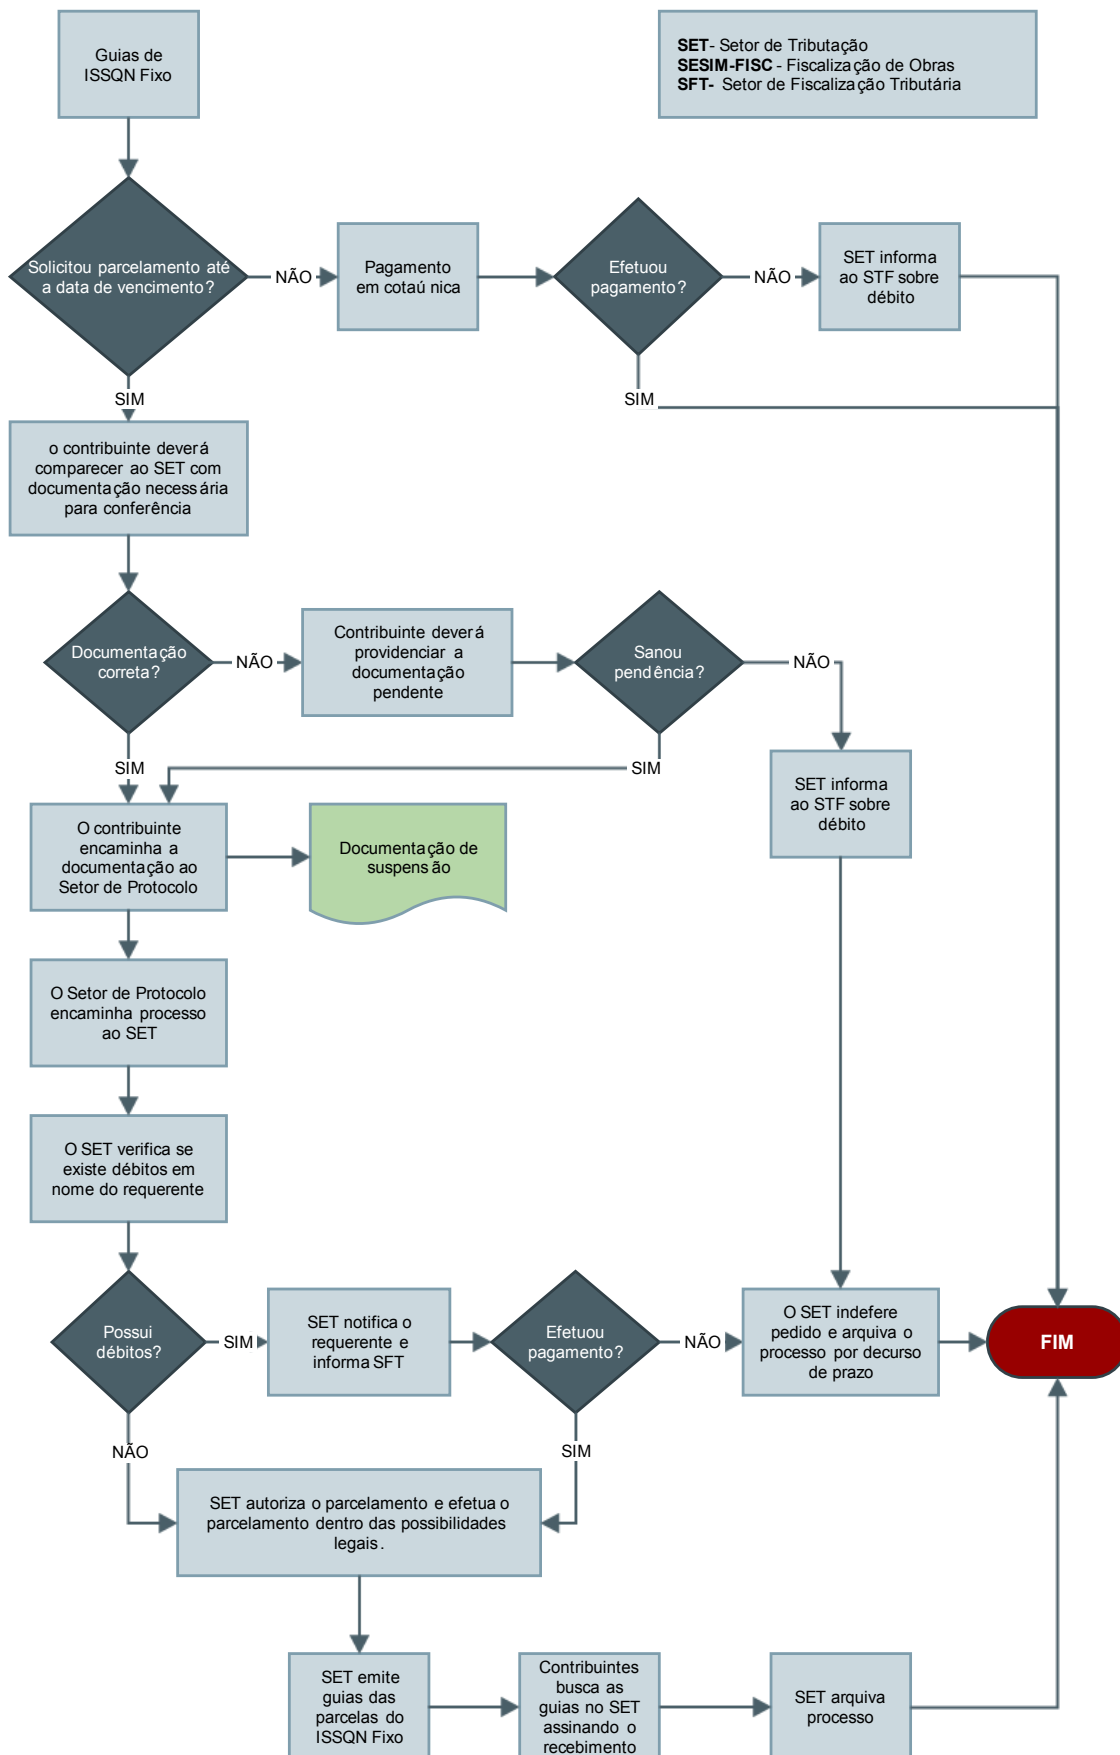 Guias de
ISSQN Fixo
SET- Setor de Tributação
SESIM-FISC - Fiscalização de Obras
SFT- Setor de Fiscalização Tributária
Solicitou parcelamento até
a data de vencimento?
NÃO
Pagamento
em cotaú nica
Efetuou
pagamento?
NÃO
SET informa
ao STF sobre
débito
SIM
SIM
o contribuinte deverá
comparecer ao SET com
documentação necessária
para conferência
Documentação
correta?
NÃO
Contribuinte deverá
providenciar a
documentação
pendente
Sanou
pendência?
NÃO
SIM
SIM
SET informa
ao STF sobre
débito
O contribuinte
encaminha a
documentação ao
Setor de Protocolo
Documentação de
suspensão
O Setor de Protocolo
encaminha processo
ao SET
O SET verifica se
existe débitos em
nome do requerente
Possui
débitos?
SIM
SET notifica o
requerente e
informa SFT
Efetuou
pagamento?
NÃO
O SET indefere
pedido e arquiva o
processo por decurso
de prazo
FIM
NÃO
SIM
SET autoriza o parcelamento e efetua o
parcelamento dentro das possibilidades
legais.
SET emite
guias das
parcelas do
ISSQN Fixo
Contribuintes
busca as
guias no SET
assinando o
recebimento
SET arquiva
processo